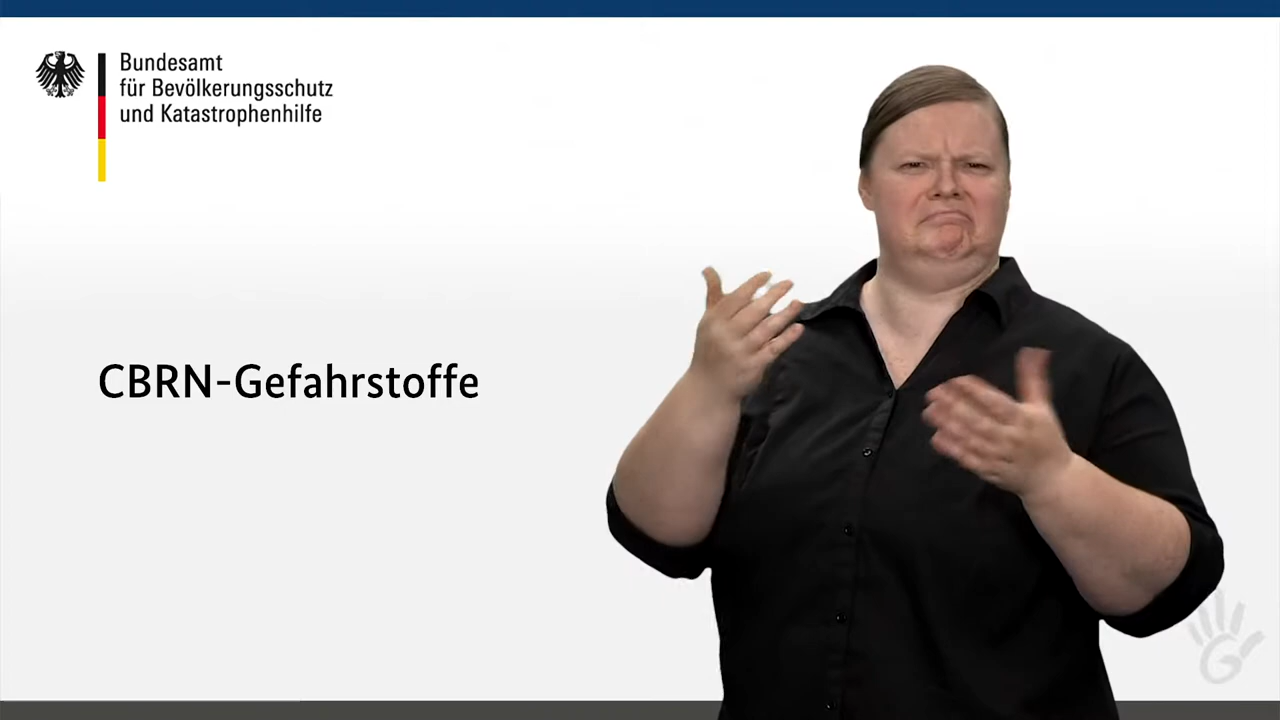 Bundesamt
für Bevölkerungsschutz
und Katastrophenhilfe
CBRN-Gefahrstoffe
G